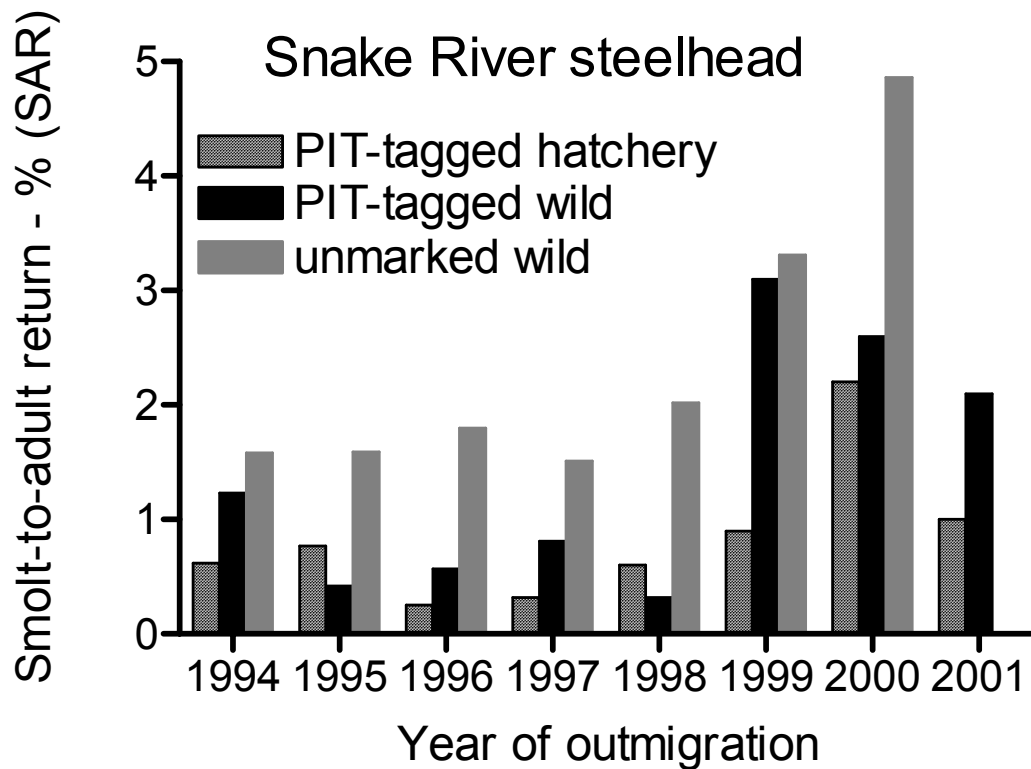 Snake River steelhead
Smolt-to-adult return - % (SAR)
5
4
3
2
1
0
PIT-tagged hatchery
PIT-tagged wild
unmarked wild
1994 1995 1996 1997 1998 1999 2000 2001
Year of outmigration